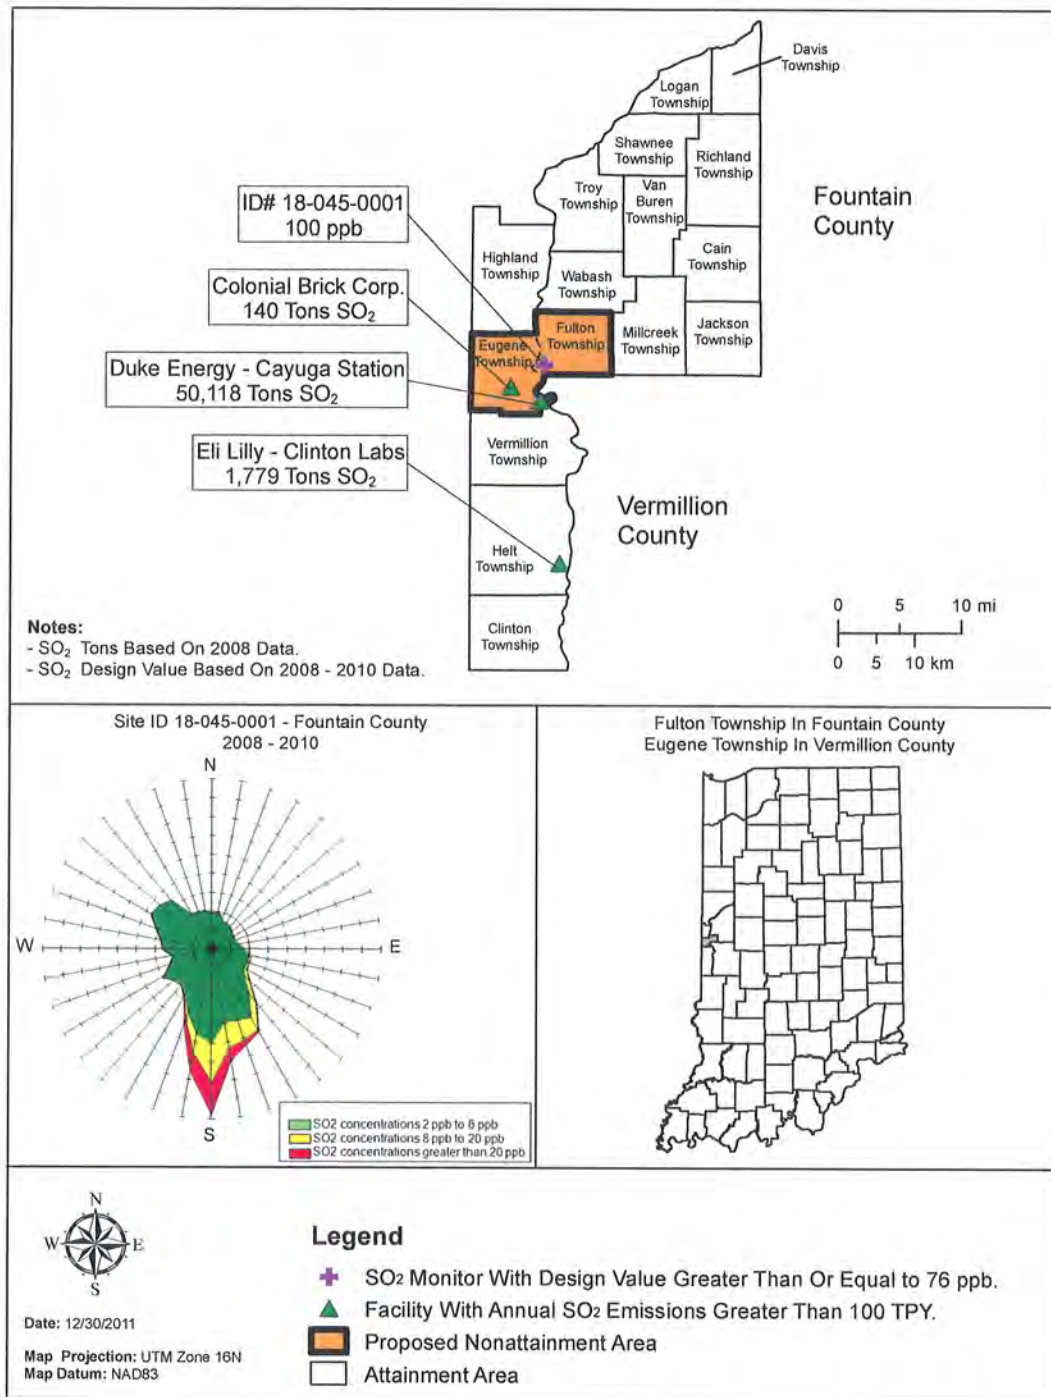 Davis
Township
Logan
Township
Shawnee
Township
Richland
Township
Troy
Township
Van
Buren
Township
Fountain
County
ID# 18-045-0001
100 ppb
Highland
Township
Cain
Township
Wabash
Township
Colonial Brick Corp.
140 Tons SO₂
Fulton
Township
Millcreek
Township
Jackson
Township
Eugene
Township
Duke Energy - Cayuga Station
50,118 Tons SO₂
Eli Lilly - Clinton Labs
1,779 Tons SO₂
Vermillion
Township
Vermillion
County
Helt
Township
Clinton
Township
0 5 10 mi
0 5 10 km
Notes:
- SO₂ Tons Based On 2008 Data.
- SO₂ Design Value Based On 2008 - 2010 Data.
Site ID 18-045-0001 - Fountain County
2008 - 2010
N
W
E
S
SO2 concentrations 2 ppb to 8 ppb
SO2 concentrations 8 ppb to 20 ppb
SO2 concentrations greater than 20 ppb
Fulton Township In Fountain County
Eugene Township In Vermillion County
N
W E
S
Date: 12/30/2011
Map Projection: UTM Zone 16N
Map Datum: NAD83
Legend
SO₂ Monitor With Design Value Greater Than Or Equal to 76 ppb.
Facility With Annual SO₂ Emissions Greater Than 100 TPY.
Proposed Nonattainment Area
Attainment Area